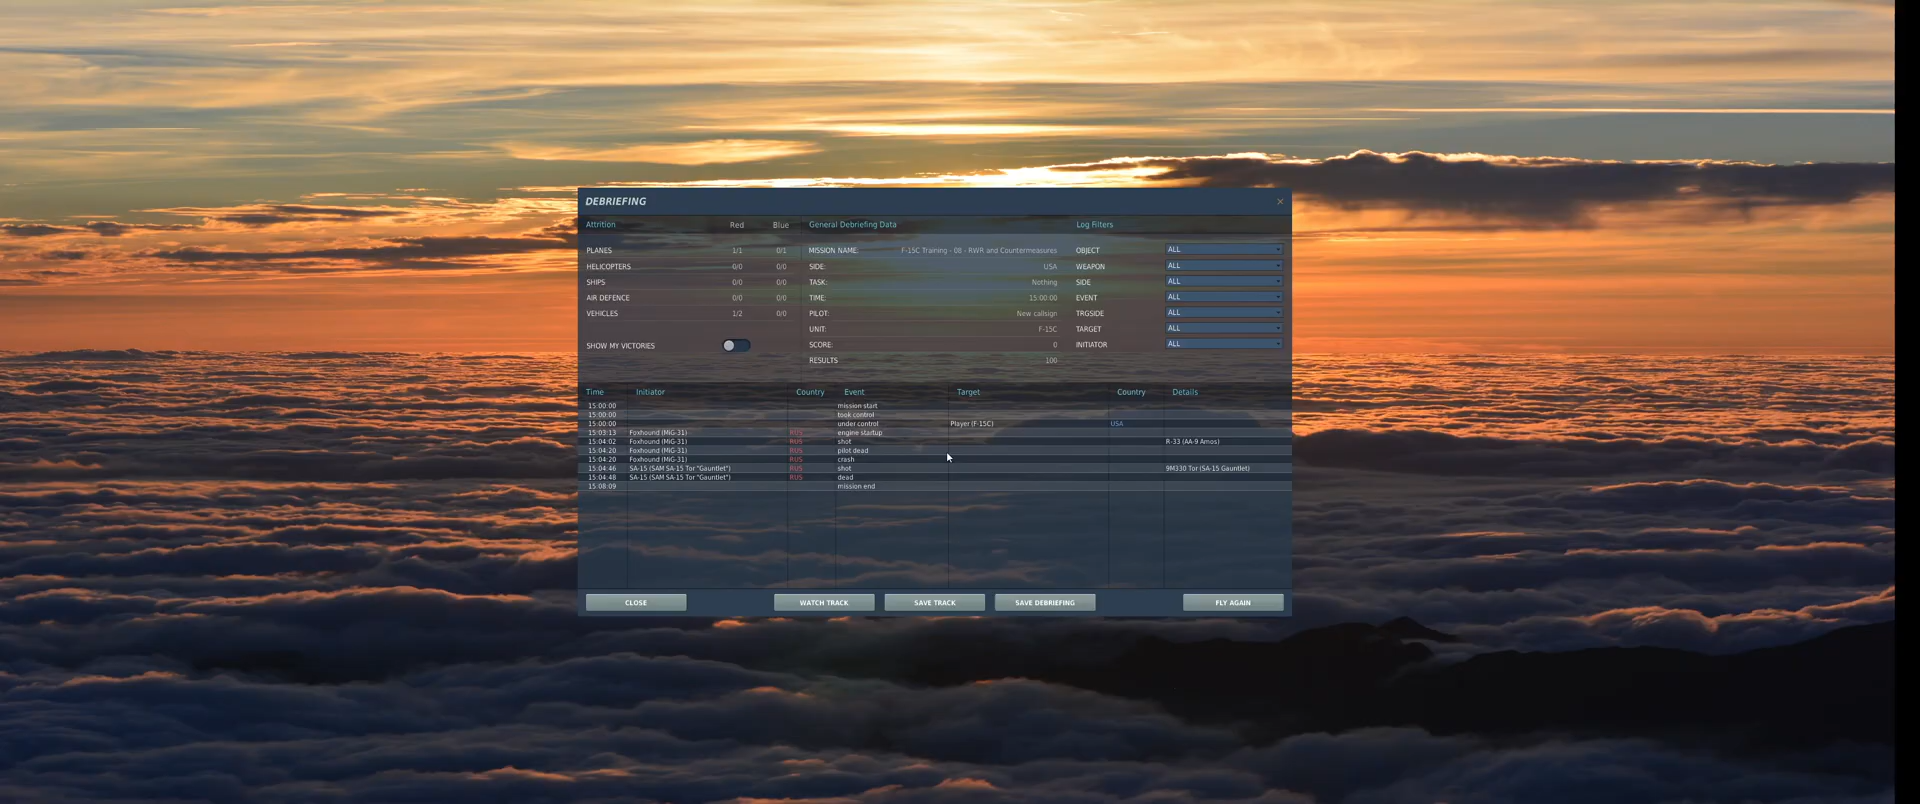 DEBRIEFING ×
Attrition Red Blue General Debriefing Data Log Filters
PLANES 1/1 0/1 MISSION NAME: F-15C Training - 08 - RWR and Countermeasures OBJECT ALL
HELICOPTERS 0/0 0/0 SIDE: USA WEAPON ALL
SHIPS 0/0 0/0 TASK: Nothing SIDE ALL
AIR DEFENCE 0/0 0/0 TIME: 15:00:00 EVENT ALL
VEHICLES 1/2 0/0 PILOT: New callsign TRGSIDE ALL
UNIT: F-15C TARGET ALL
SHOW MY VICTORIES SCORE: 0 INITIATOR ALL
RESULTS 100
Time Initiator Country Event Target Country Details
15:00:00 mission start
15:00:00 took control
15:00:00 under control Player (F-15C) USA
15:03:13 Foxhound (MiG-31) RUS engine startup
15:04:02 Foxhound (MiG-31) RUS shot R-33 (AA-9 Amos)
15:04:20 Foxhound (MiG-31) RUS pilot dead
15:04:20 Foxhound (MiG-31) RUS crash
15:04:46 SA-15 (SAM SA-15 Tor "Gauntlet") RUS shot 9M330 Tor (SA-15 Gauntlet)
15:04:48 SA-15 (SAM SA-15 Tor "Gauntlet") RUS dead
15:08:09 mission end
CLOSE WATCH TRACK SAVE TRACK SAVE DEBRIEFING FLY AGAIN